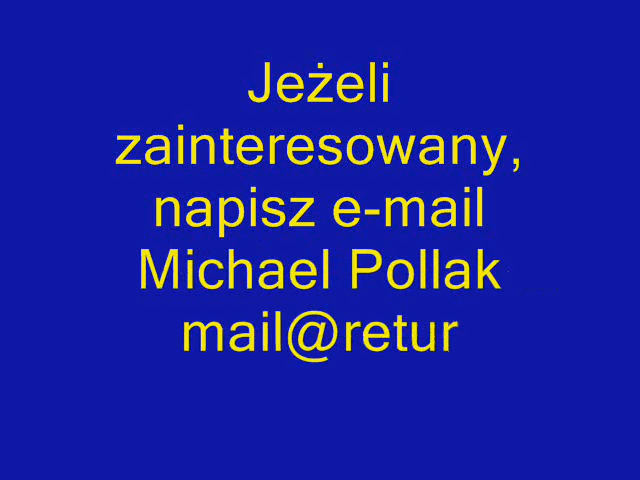 Jeżeli
zainteresowany,
napisz e-mail
Michael Pollak
mail@retur